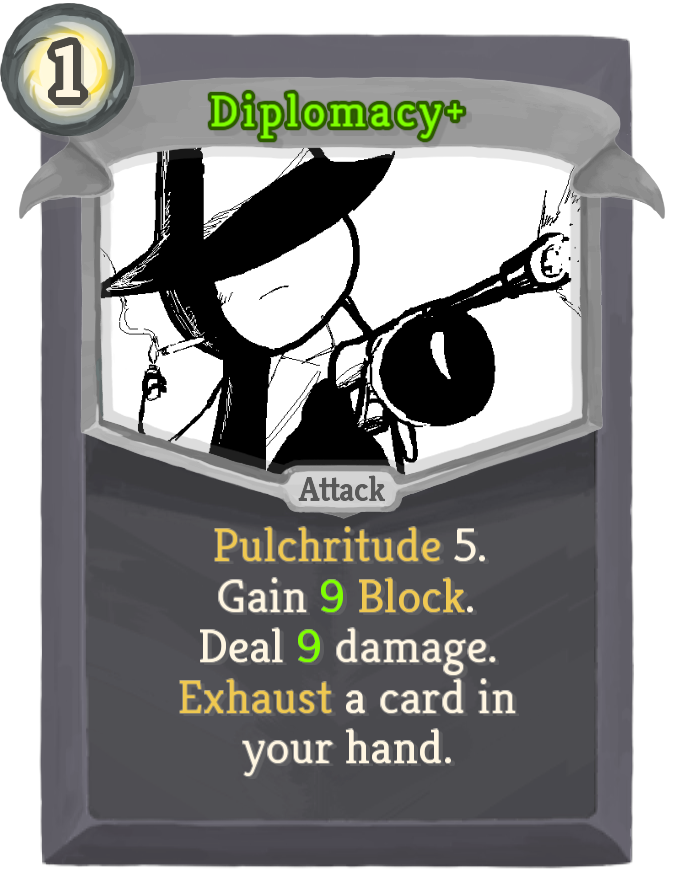 1
Diplomacy+
Attack
Pulchritude 5.
Gain 9 Block.
Deal 9 damage.
Exhaust a card in
your hand.